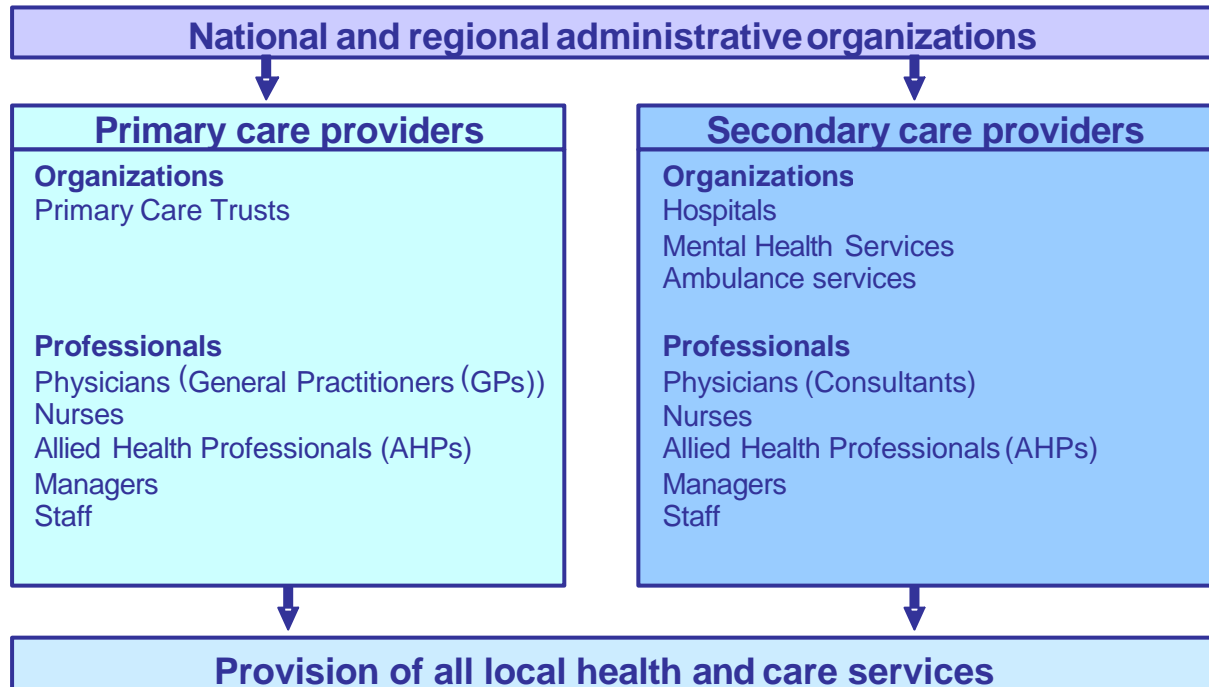 National and regional administrative organizations
Primary care providers
Organizations
Primary Care Trusts
Professionals
Physicians (General Practitioners (GPs))
Nurses
Allied Health Professionals (AHPs)
Managers
Staff
Secondary care providers
Organizations
Hospitals
Mental Health Services
Ambulance services
Professionals
Physicians (Consultants)
Nurses
Allied Health Professionals (AHPs)
Managers
Staff
Provision of all local health and care services